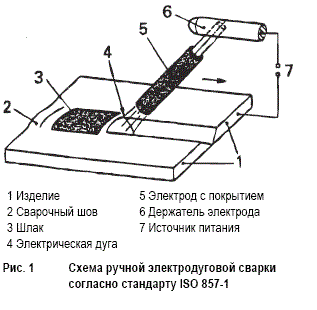 6
5
7
4
3
2
1
1 Изделие
2 Сварочный шов
3 Шлак
4 Электрическая дуга
5 Электрод с покрытием
6 Держатель электрода
7 Источник питания
Рис. 1 Схема ручной электродуговой сварки
согласно стандарту ISO 857-1